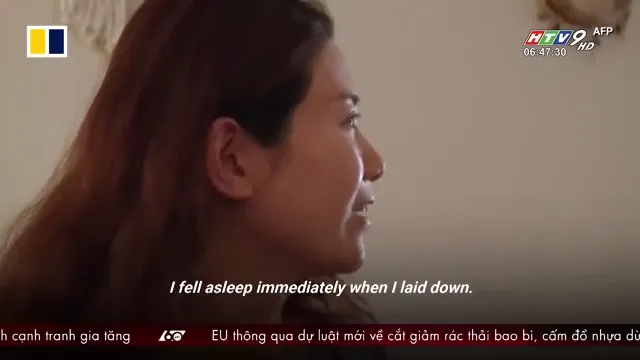 HTV9 HD
AFP
06:47:30
I fell asleep immediately when I laid down.
h cạnh tranh gia tăng
60
EU thông qua dự luật mới về cắt giảm rác thải bao bì, cấm đồ nhựa dù